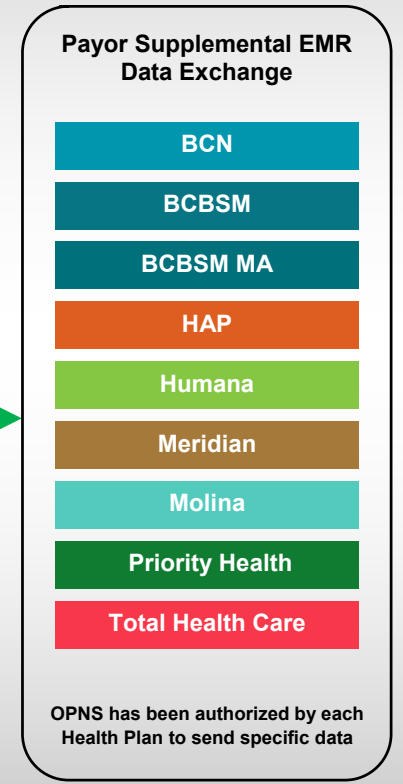 Payor Supplemental EMR
Data Exchange
BCN
BCBSM
BCBSM MA
HAP
Humana
Meridian
Molina
Priority Health
Total Health Care
OPNS has been authorized by each
Health Plan to send specific data